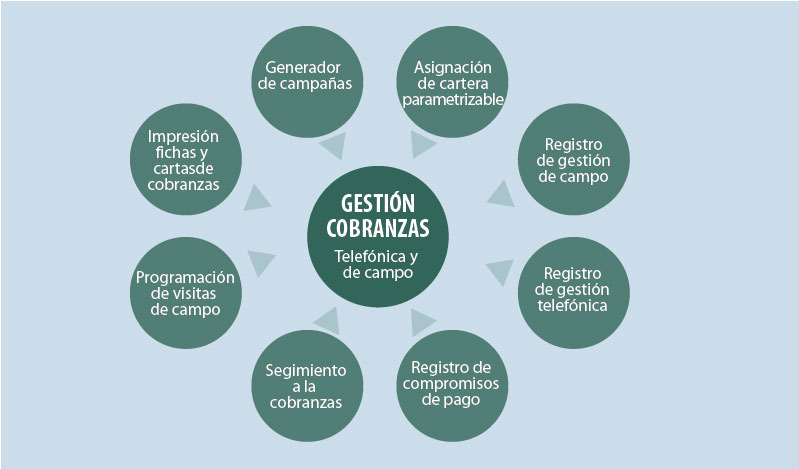 Generador
de campañas
Asignación
de cartera
parametrizable
Impresión
fichas y
cartasde
cobranzas
Registro
de gestión
de campo
GESTIÓN
COBRANZAS
Telefónica y
de campo
Programación
de visitas
de campo
Registro
de gestión
telefónica
Segimiento
a la
cobranzas
Registro de
compromisos
de pago